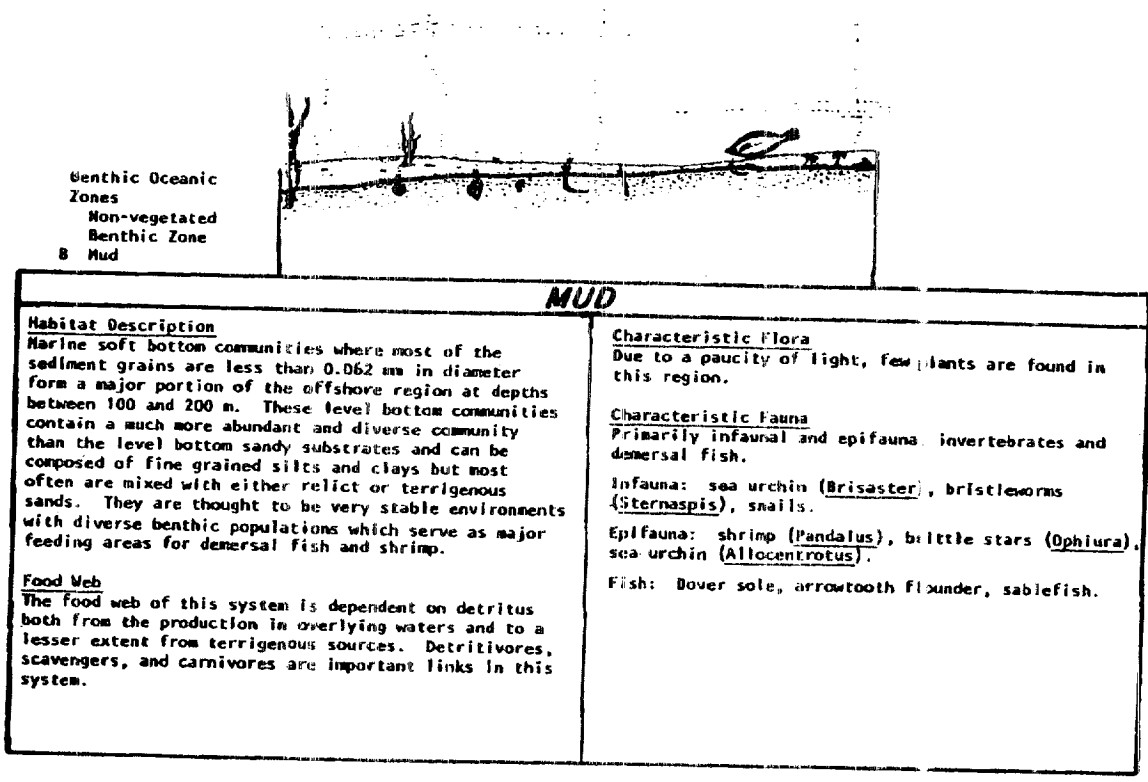 Benthic Oceanic
Zones
Non-vegetated
Benthic Zone
B Mud
MUD
Habitat Description
Marine soft bottom communities where most of the
sediment grains are less than 0.062 mm in diameter
form a major portion of the offshore region at depths
between 100 and 200 m. These level bottom communities
contain a much more abundant and diverse community
than the level bottom sandy substrates and can be
composed of fine grained silts and clays but most
often are mixed with either relict or terrigenous
sands. They are thought to be very stable environments
with diverse benthic populations which serve as major
feeding areas for demersal fish and shrimp.
Food Web
The food web of this system is dependent on detritus
both from the production in overlying waters and to a
lesser extent from terrigenous sources. Detritivores,
scavengers, and carnivores are important links in this
system.
Characteristic Flora
Due to a paucity of light, few plants are found in
this region.
Characteristic Fauna
Primarily infaunal and epifaunal invertebrates and
demersal fish.
Infauna: sea urchin (Brisaster), bristleworms
(Sternaspis), snails.
Epifauna: shrimp (Pandalus), brittle stars (Ophiura),
sea urchin (Allocentrotus).
Fish: Dover sole, arrowtooth flounder, sablefish.